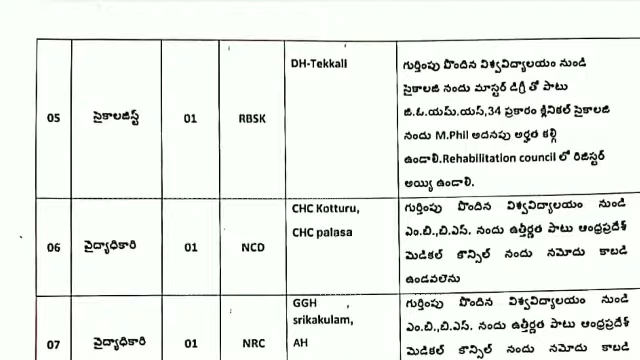 05
సైకాలజిస్ట్
01
RBSK
DH-Tekkali
గుర్తింపు పొందిన విశ్వవిద్యాలయం నుండి
సైకాలజి నందు మాస్టర్ డిగ్రీ తో పాటు
జి.ఓ.యమ్.యస్,34 ప్రకారం క్లినికల్ సైకాలజి
నందు M.Phil అదనపు అర్హత కల్గి
ఉండాలి.Rehabilitation council లో రిజిస్టర్
అయ్యి ఉండాలి.
06
వైద్యాధికారి
01
NCD
CHC Kotturu,
CHC palasa
గుర్తింపు పొందిన విశ్వవిద్యాలయం నుండి
ఎం.బి.,బి.ఎస్. నందు ఉత్తీర్ణత పాటు ఆంధ్రప్రదేశ్
మెడికల్ కౌన్సిల్ నందు నమోదు కాబడి
ఉండవలెను
07
వైద్యాధికారి
01
NRC
GGH
srikakulam,
AH
గుర్తింపు పొందిన విశ్వవిద్యాలయం నుండి
ఎం.బి.,బి.ఎస్. నందు ఉత్తీర్ణత పాటు ఆంధ్రప్రదేశ్
మెడికల్ కౌన్సిల్ నందు నమోదు కాబడి